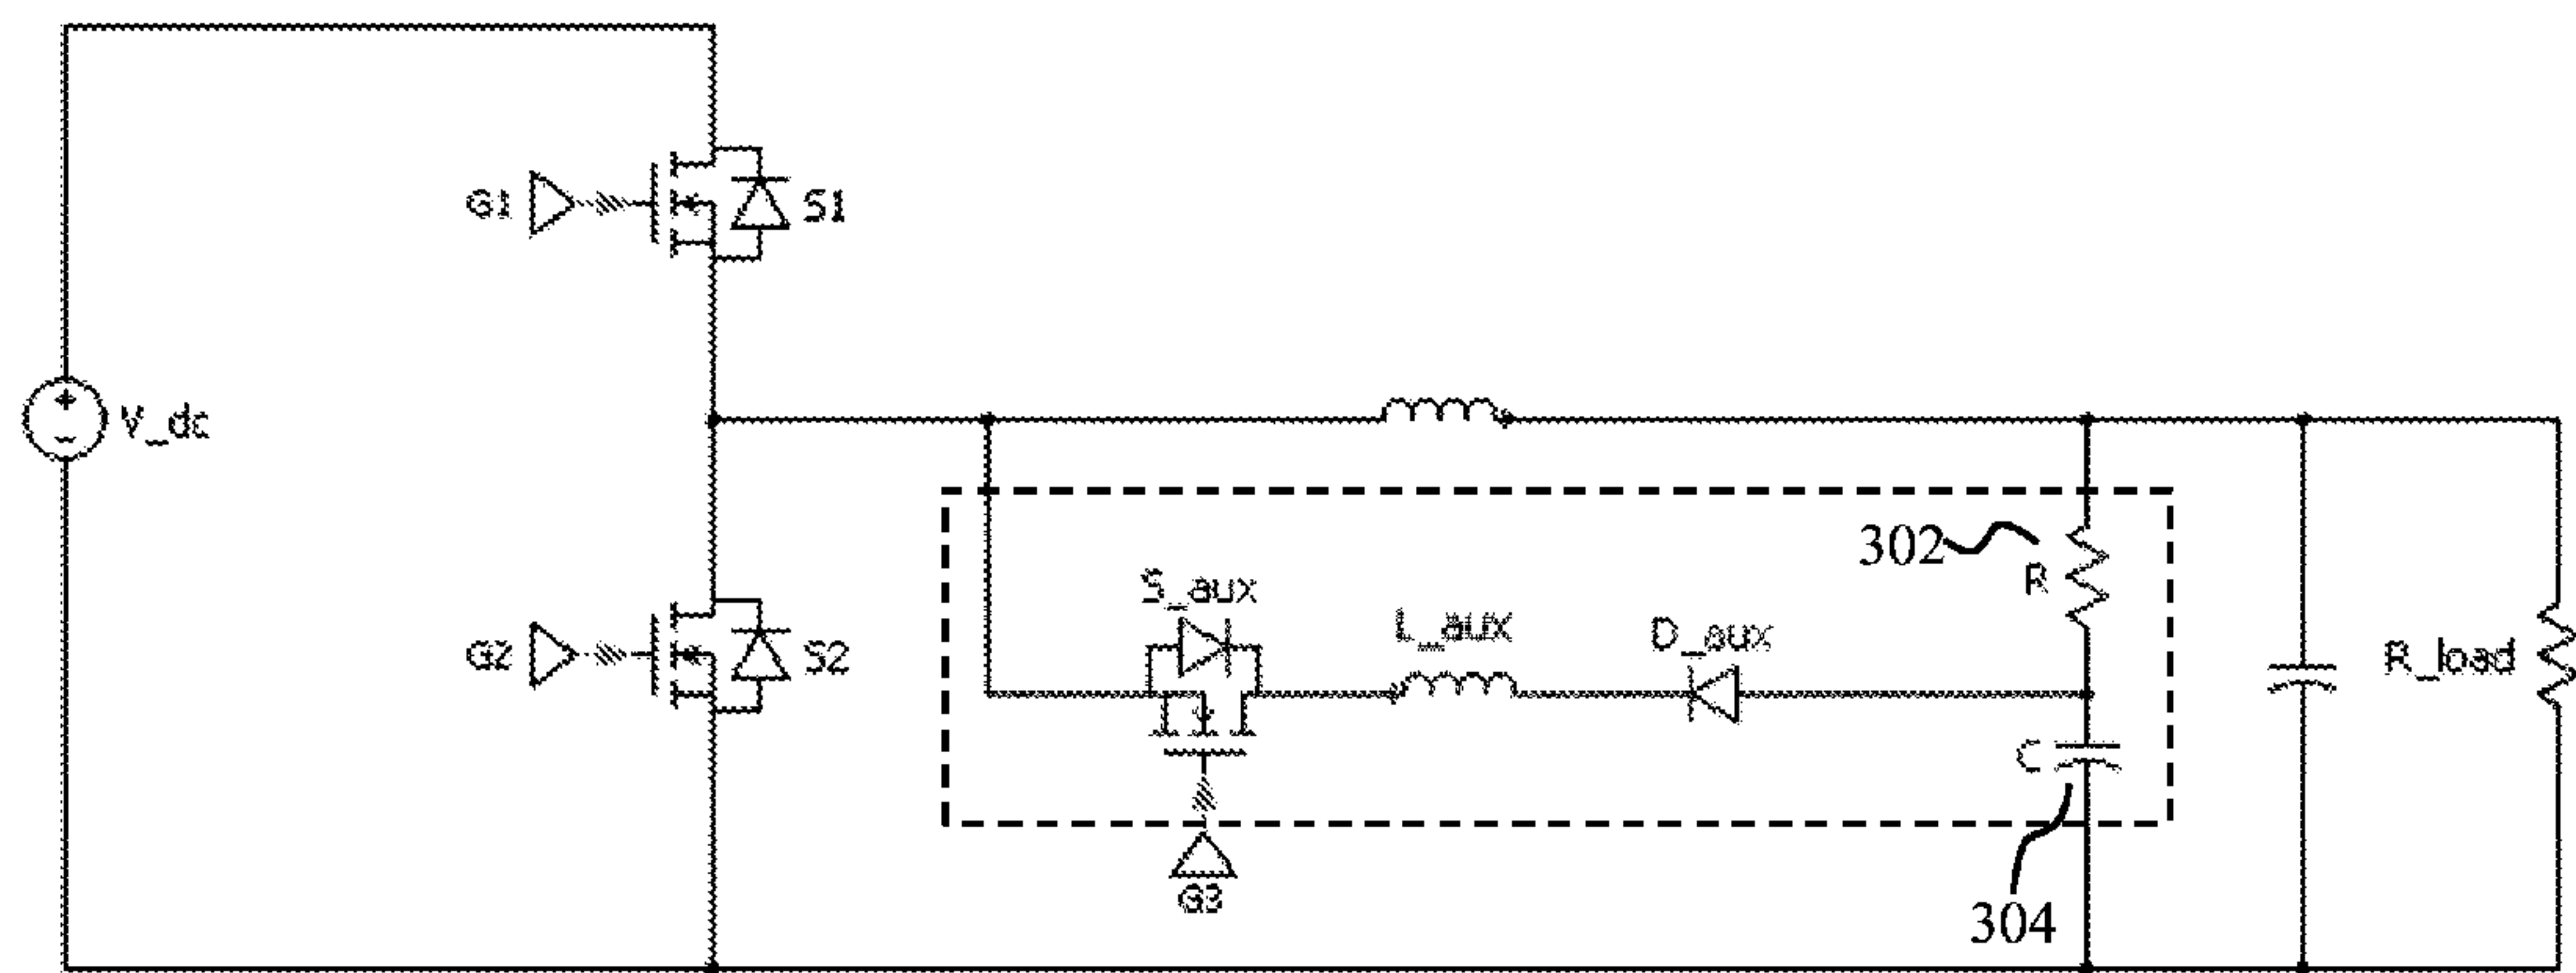 G1
S1
+
V_dc
-
302
R
S_aux
L_aux
D_aux
G2
S2
R_load
C
G3
304